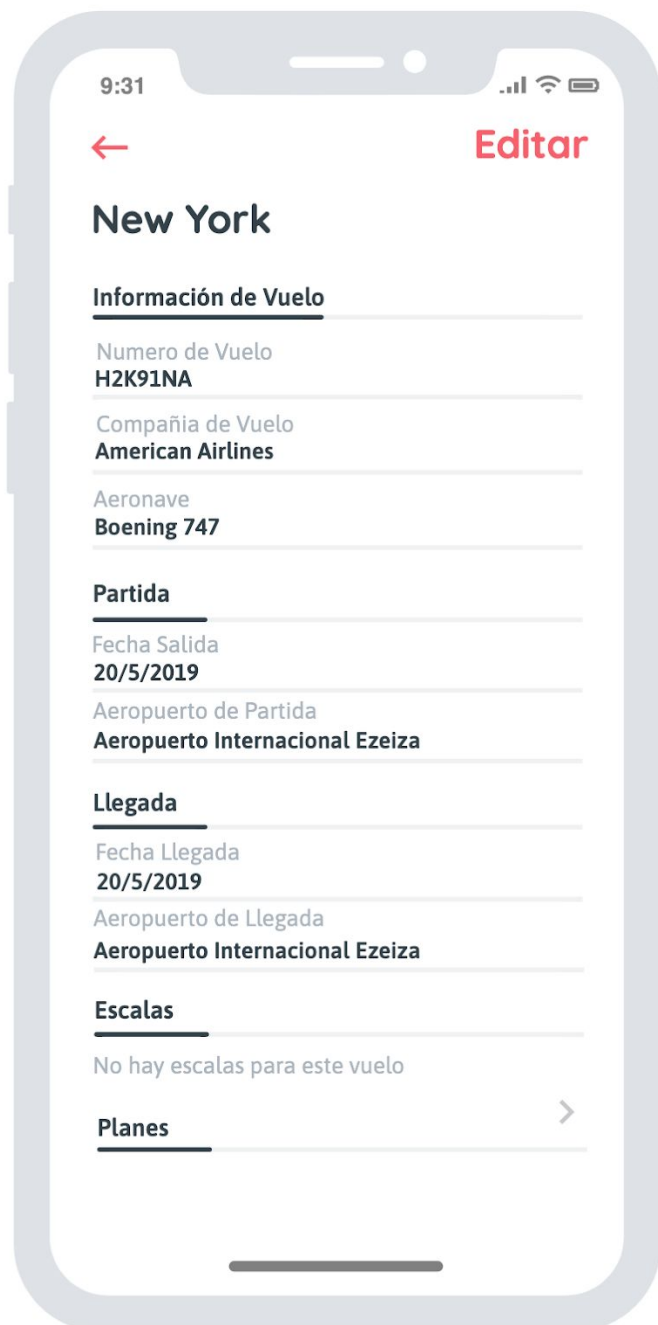 9:31
Editar
New York
Información de Vuelo
Numero de Vuelo
H2K91NA
Compañia de Vuelo
American Airlines
Aeronave
Boening 747
Partida
Fecha Salida
20/5/2019
Aeropuerto de Partida
Aeropuerto Internacional Ezeiza
Llegada
Fecha Llegada
20/5/2019
Aeropuerto de Llegada
Aeropuerto Internacional Ezeiza
Escalas
No hay escalas para este vuelo
Planes